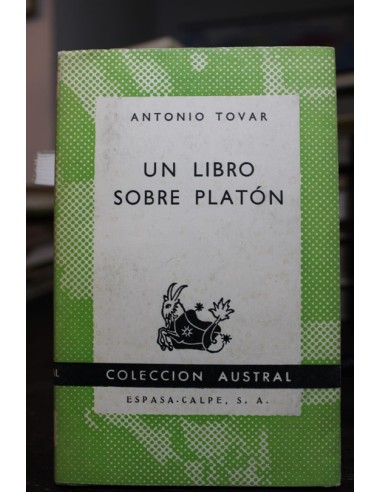 ANTONIO TOVAR
UN LIBRO
SOBRE PLATÓN
L
COLECCION AUSTRAL
ESPASA-CALPE, S. A.